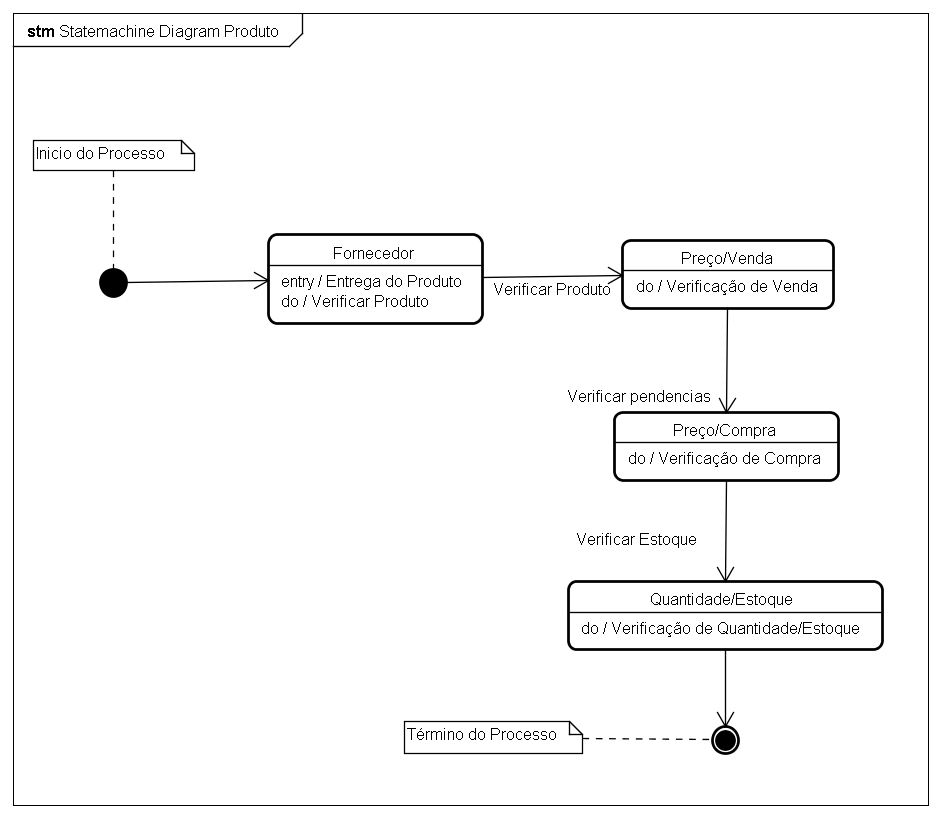 stm Statemachine Diagram Produto
Inicio do Processo
Fornecedor
entry / Entrega do Produto
do / Verificar Produto
Verificar Produto
Preço/Venda
do / Verificação de Venda
Verificar pendencias
Preço/Compra
do / Verificação de Compra
Verificar Estoque
Quantidade/Estoque
do / Verificação de Quantidade/Estoque
Término do Processo